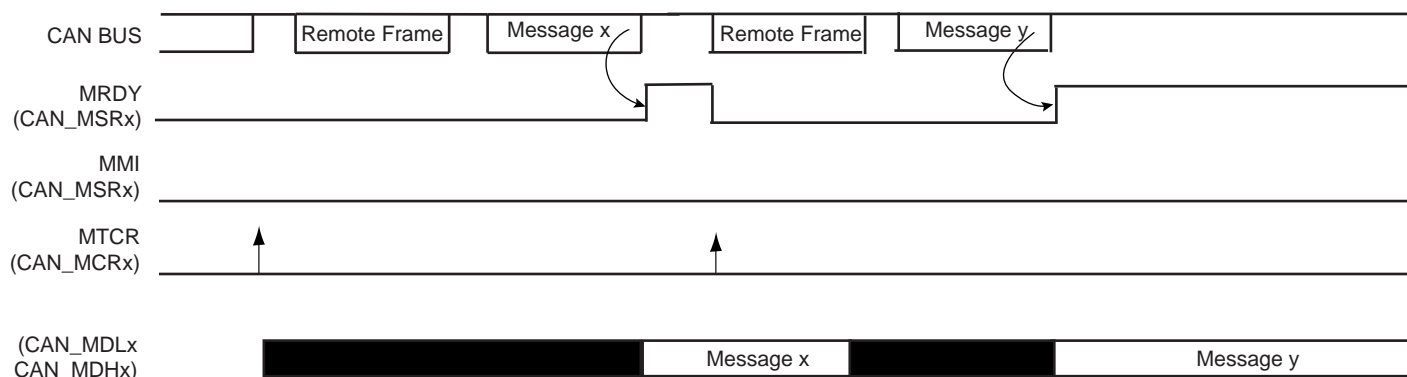 CAN BUS
Remote Frame
Message x
Remote Frame
Message y
MRDY
(CAN_MSRx)
MMI
(CAN_MSRx)
MTCR
(CAN_MCRx)
(CAN_MDLx
CAN_MDHx)
Message x
Message y